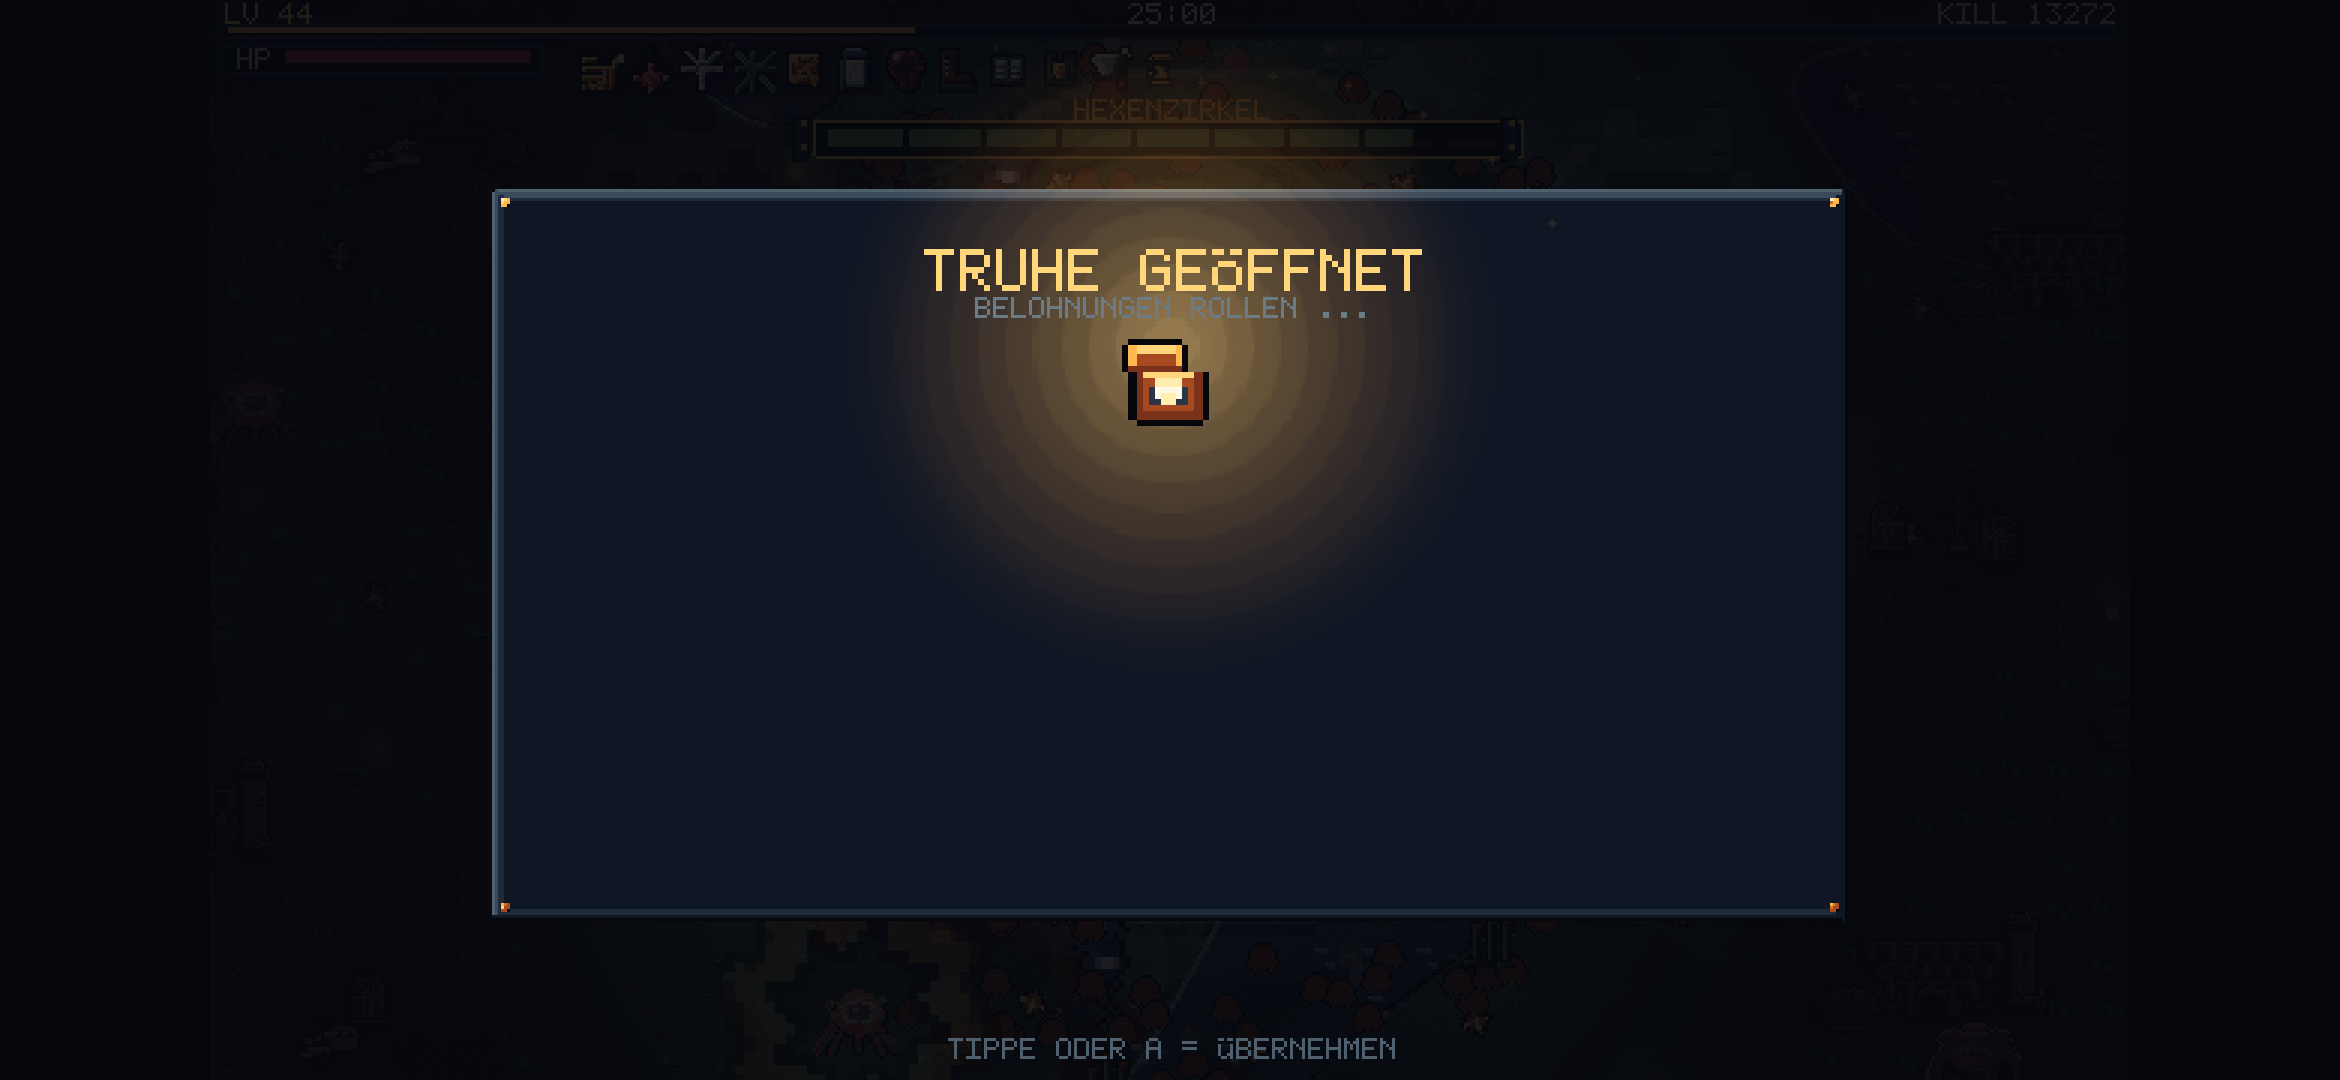 LV 44
25:00
KILL 13272
HP
HEXENZIRKEL
TRUHE GEÖFFNET
BELOHNUNGEN ROLLEN ...
TIPPE ODER A = ÜBERNEHMEN